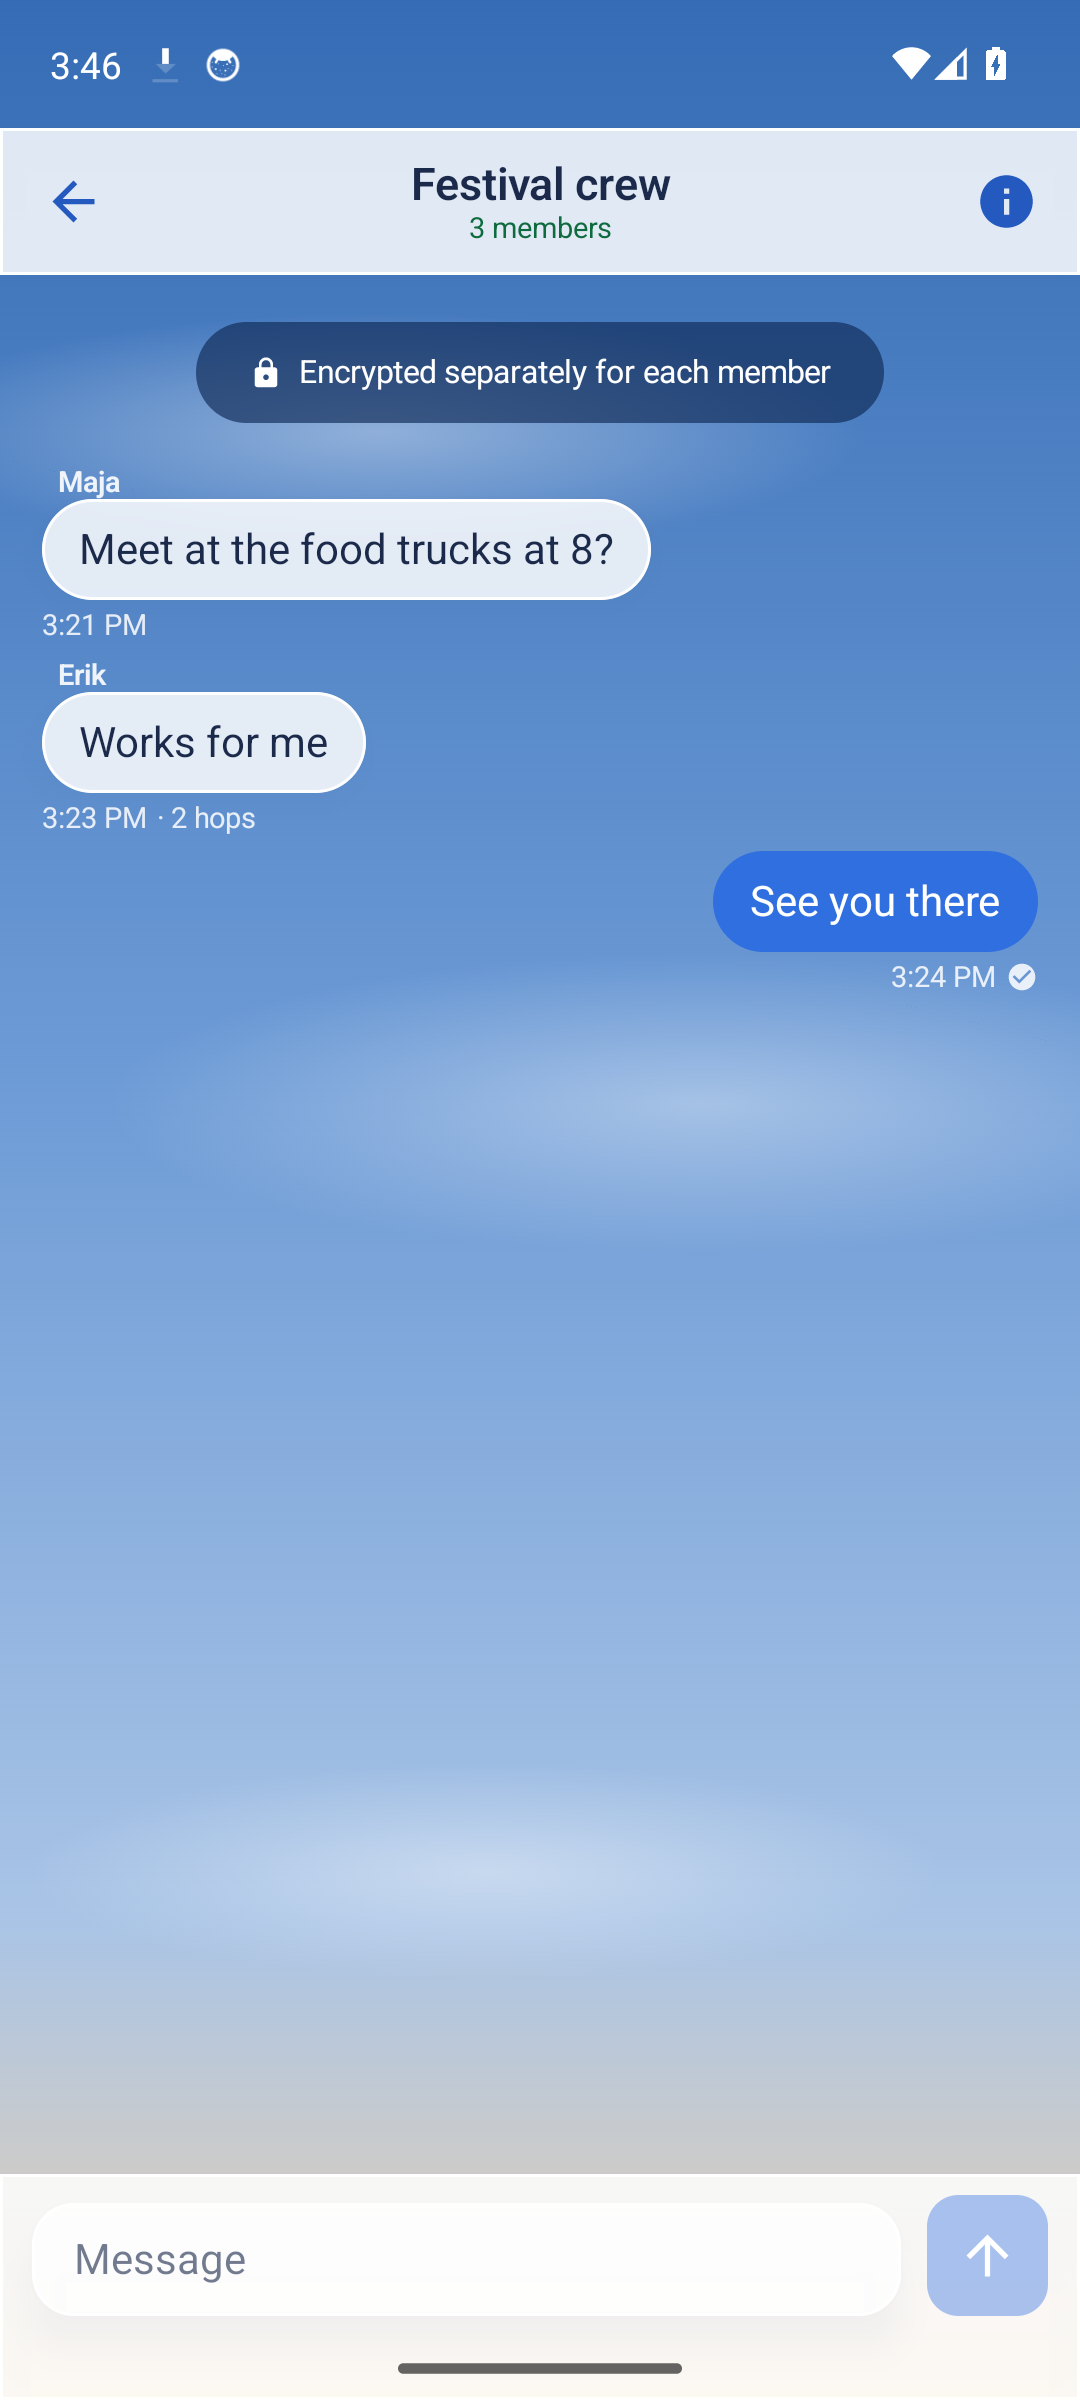 3:46
Festival crew
3 members
Encrypted separately for each member
Maja
Meet at the food trucks at 8?
3:21 PM
Erik
Works for me
3:23 PM · 2 hops
See you there
3:24 PM
Message